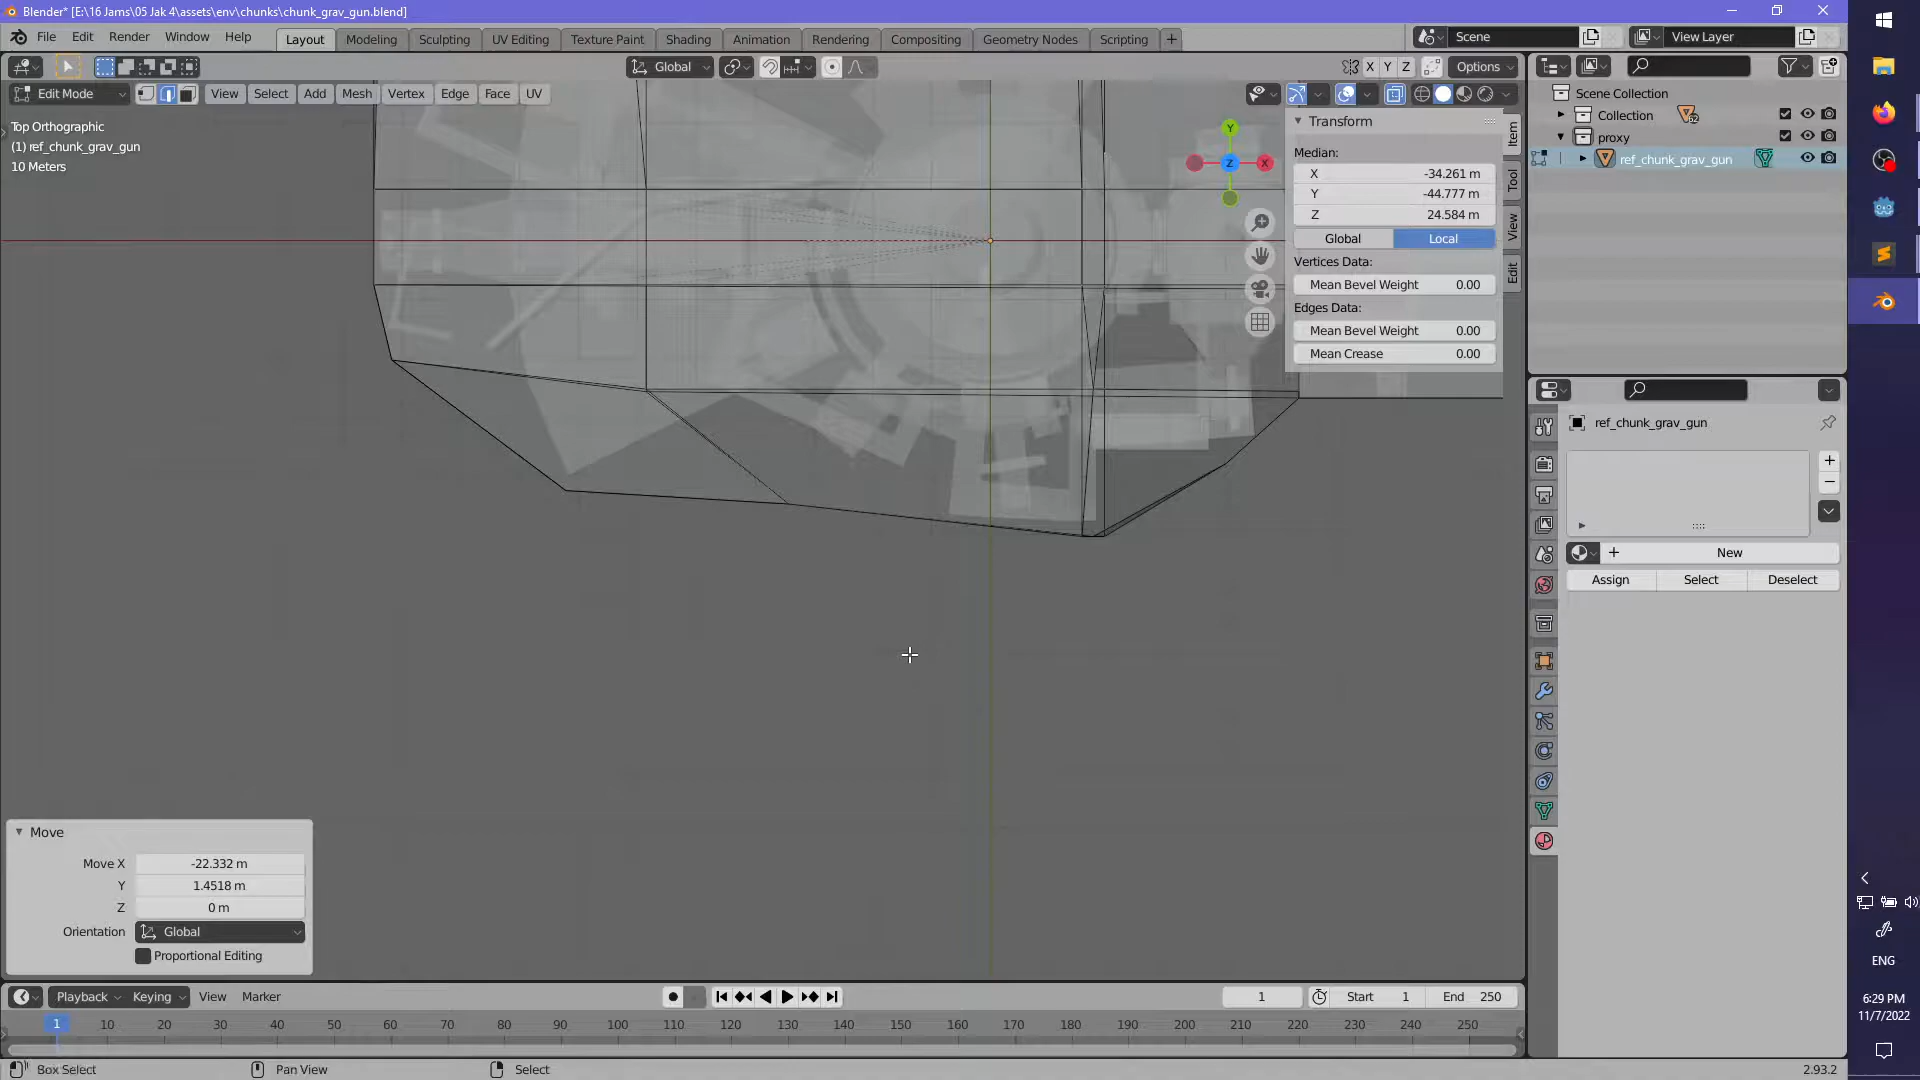 Blender* [E:\16 Jams\05 Jak 4\assets\env\chunks\chunk_grav_gun.blend]
File Edit Render Window Help Layout Modeling Sculpting UV Editing Texture Paint Shading Animation Rendering Compositing Geometry Nodes Scripting + Scene View Layer
Global X Y Z Options
Edit Mode View Select Add Mesh Vertex Edge Face UV
Top Orthographic
(1) ref_chunk_grav_gun
10 Meters
Y
Z X
Transform
Median:
X -34.261 m
Y -44.777 m
Z 24.584 m
Global Local
Vertices Data:
Mean Bevel Weight 0.00
Edges Data:
Mean Bevel Weight 0.00
Mean Crease 0.00
Item
Tool
View
Edit
Scene Collection
Collection
proxy
ref_chunk_grav_gun
ref_chunk_grav_gun
New
Assign Select Deselect
Move
Move X -22.332 m
Y 1.4518 m
Z 0 m
Orientation Global
Proportional Editing
Playback Keying View Marker 1 Start 1 End 250
1 10 20 30 40 50 60 70 80 90 100 110 120 130 140 150 160 170 180 190 200 210 220 230 240 250
Box Select Pan View Select 2.93.2
ENG
6:29 PM
11/7/2022